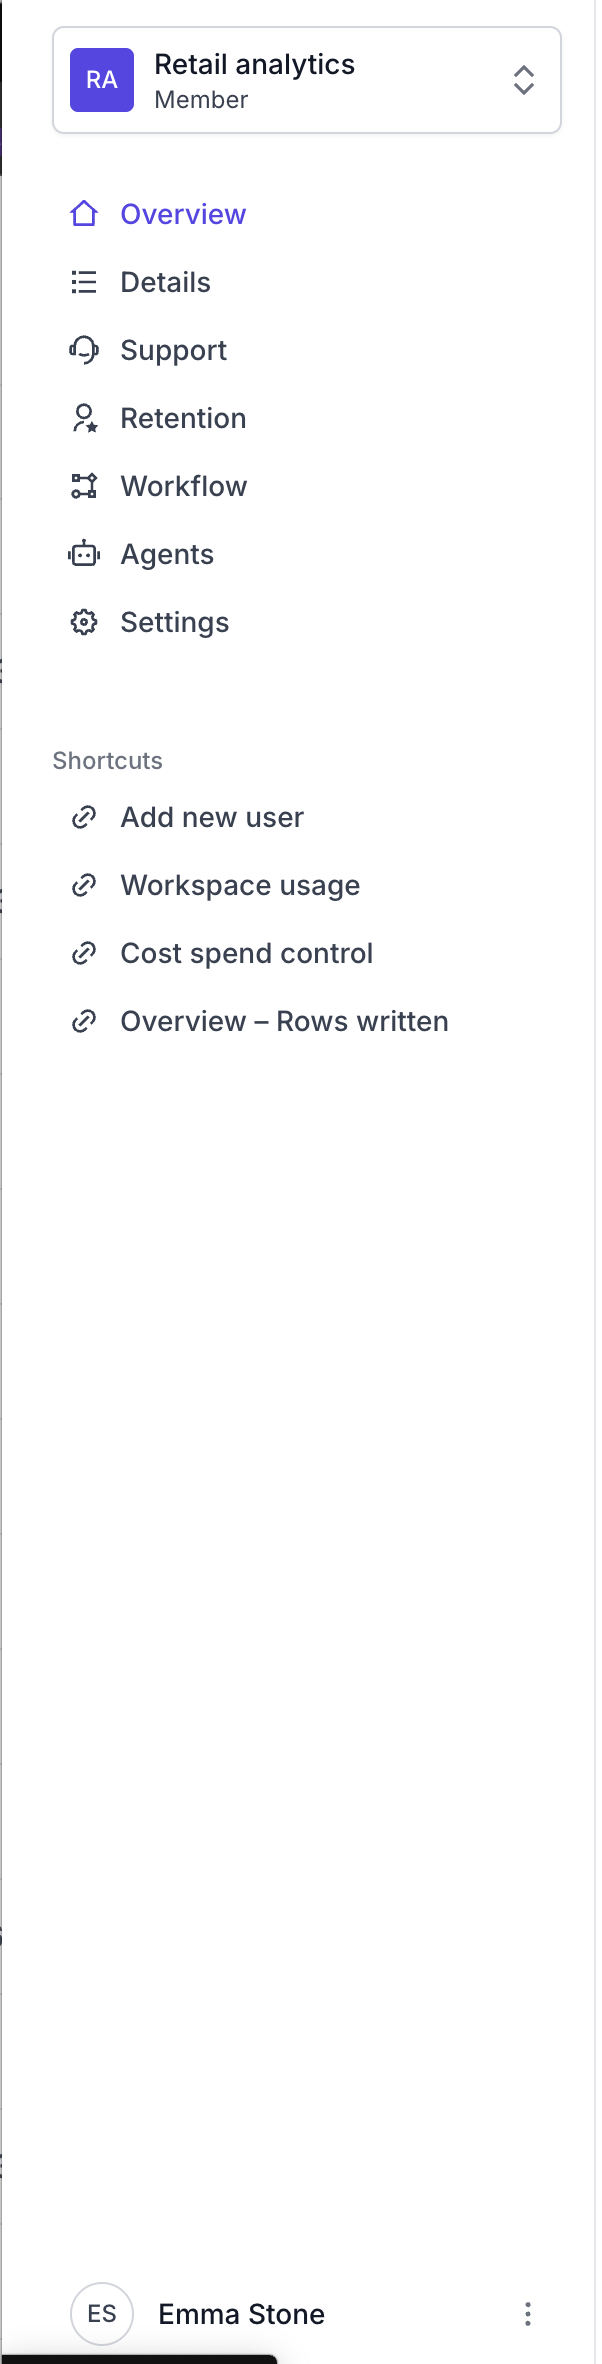 RA
Retail analytics
Member
Overview
Details
Support
Retention
Workflow
Agents
Settings
Shortcuts
Add new user
Workspace usage
Cost spend control
Overview – Rows written
ES
Emma Stone